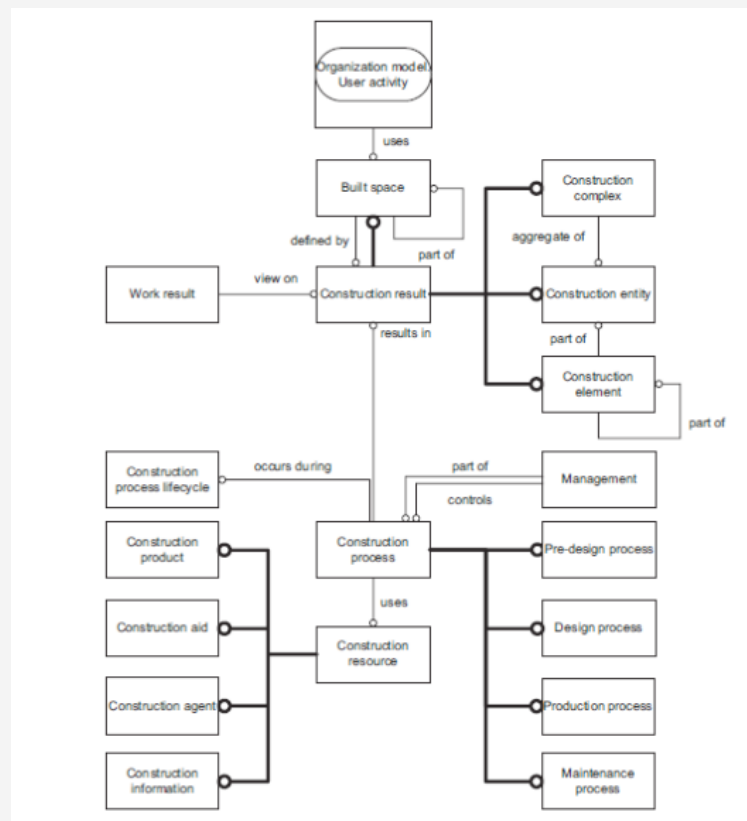 Organization model
User activity
uses
Built space
Construction
complex
defined by
part of
aggregate of
Work result
view on
Construction result
Construction entity
results in
part of
Construction
element
part of
Construction
process lifecycle
occurs during
part of
controls
Management
Construction
product
Construction
process
Pre-design process
uses
Construction aid
Construction
resource
Design process
Construction agent
Production process
Construction
information
Maintenance
process